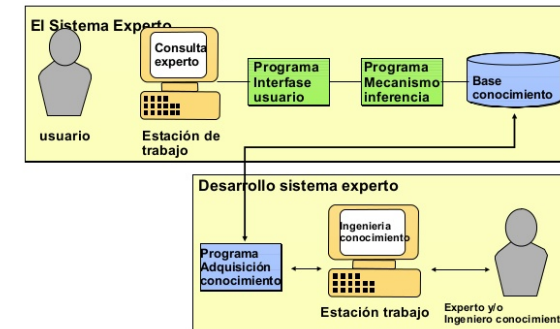 El Sistema Experto
Consulta
experto
Programa
Interfase
usuario
Programa
Mecanismo
inferencia
Base
conocimiento
usuario
Estación de
trabajo
Desarrollo sistema experto
Ingenieria
conocimiento
Programa
Adquisición
conocimiento
Estación trabajo
Experto y/o
Ingeniero conocimient